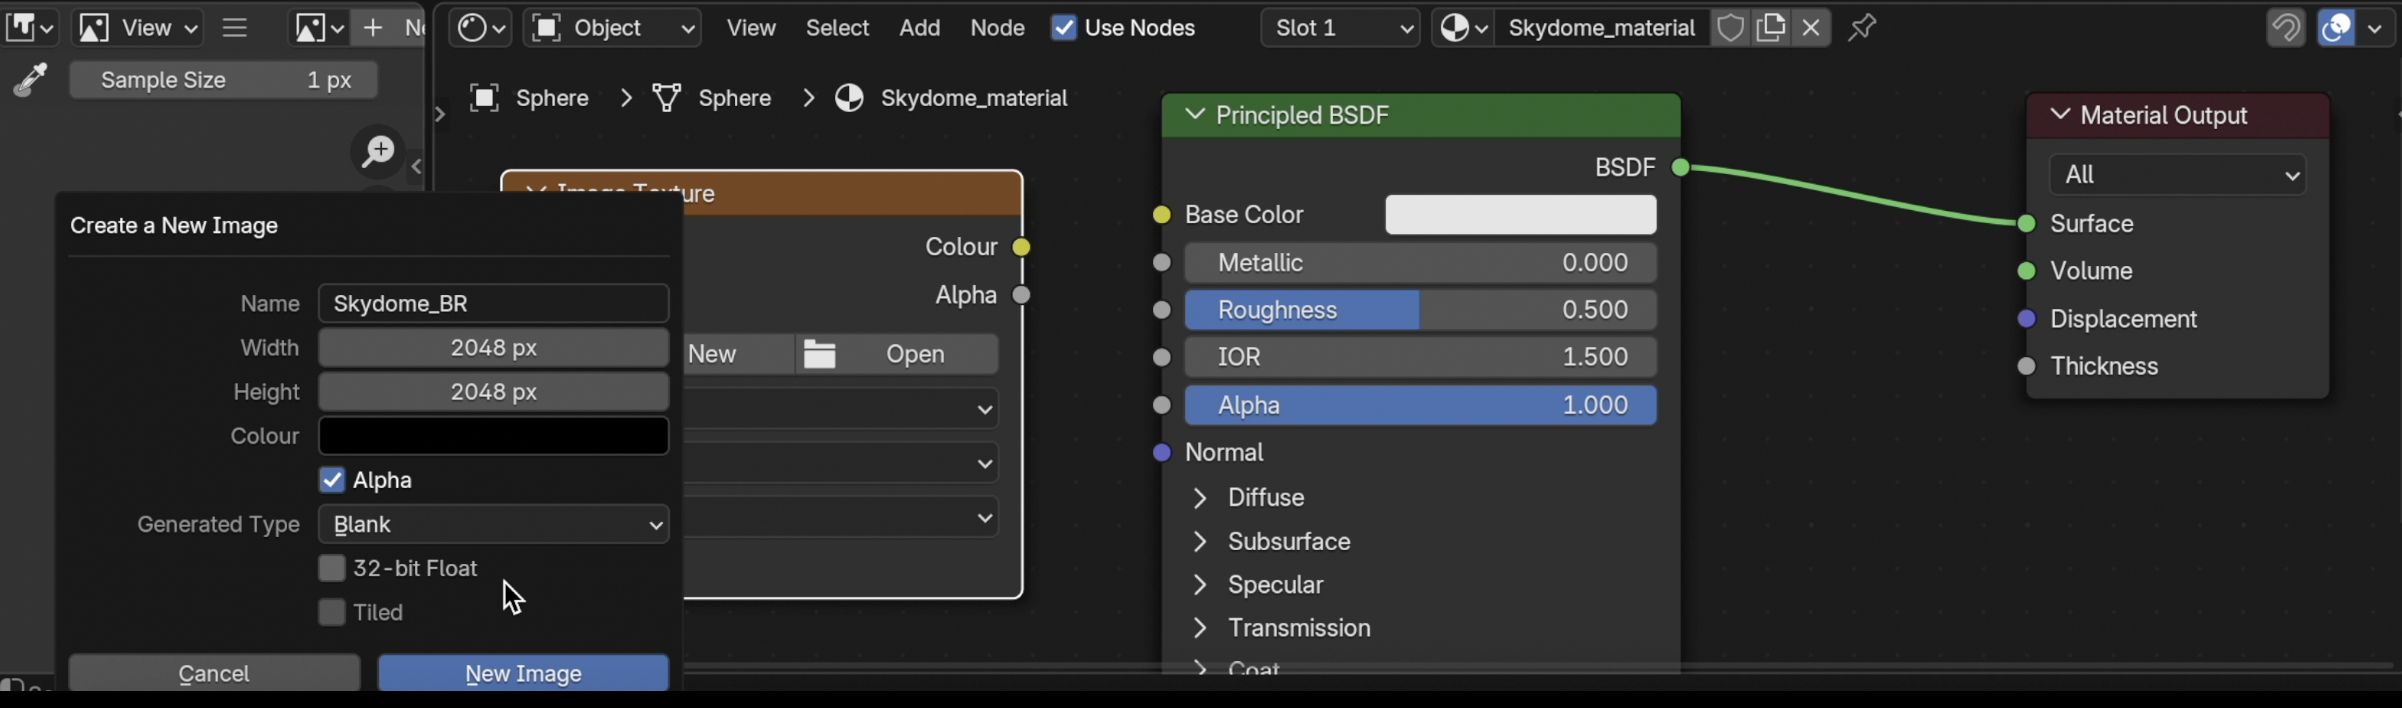 View
Ne
Object
View
Select
Add
Node
Use Nodes
Slot 1
Skydome_material
Sample Size 1 px
Sphere
Sphere
Skydome_material
Create a New Image
Name Skydome_BR
Width 2048 px
Height 2048 px
Colour
Alpha
Generated Type Blank
32-bit Float
Tiled
Cancel
New Image
Image Texture
Colour
Alpha
New
Open
Principled BSDF
BSDF
Base Color
Metallic 0.000
Roughness 0.500
IOR 1.500
Alpha 1.000
Normal
Diffuse
Subsurface
Specular
Transmission
Coat
Material Output
All
Surface
Volume
Displacement
Thickness